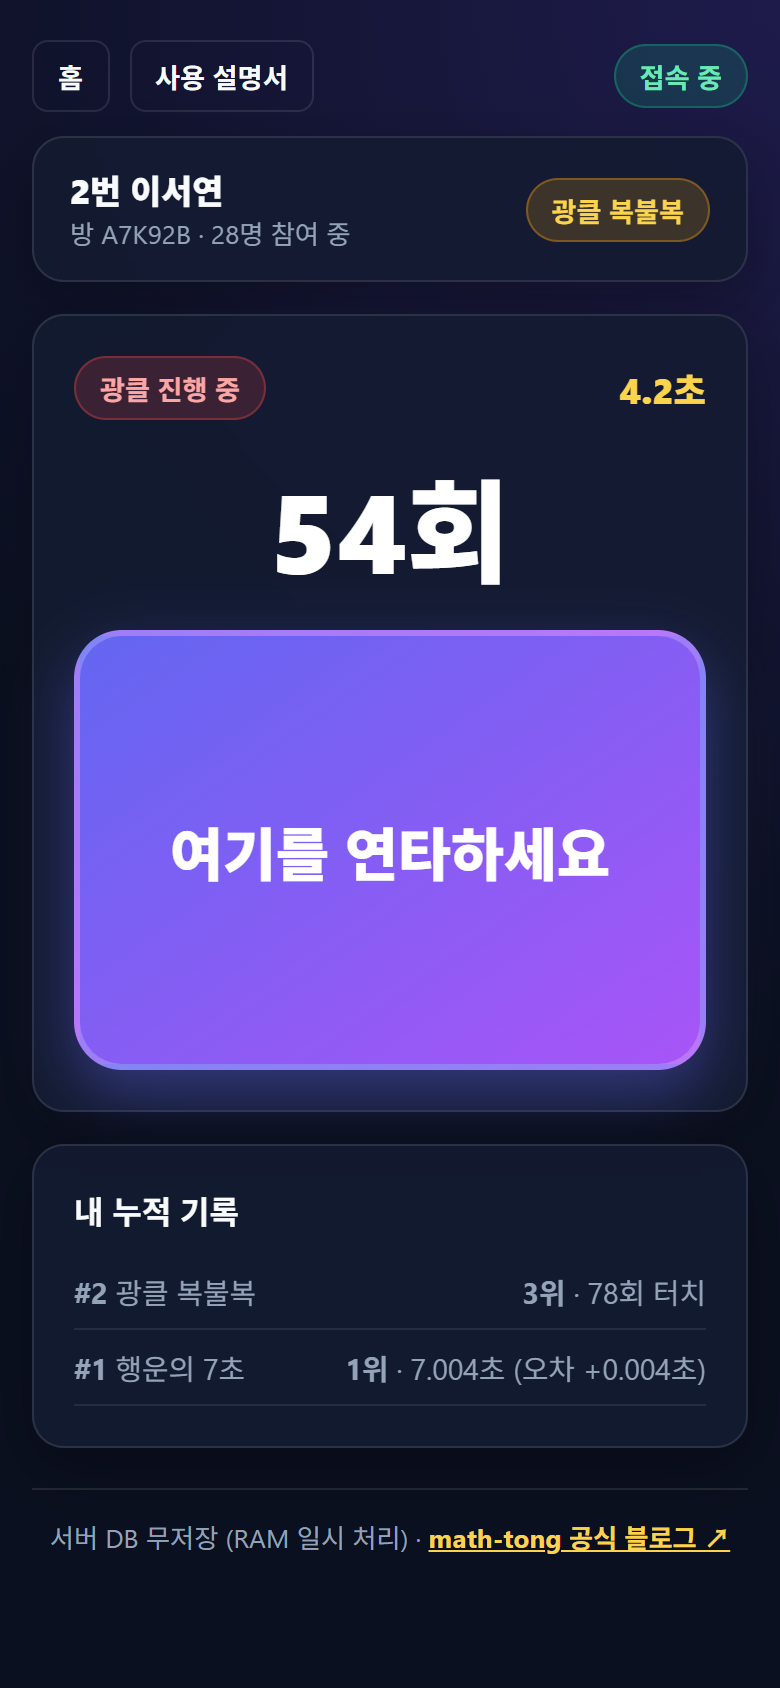 홈
사용 설명서
접속 중
2번 이서연
방 A7K92B · 28명 참여 중
광클 복불복
광클 진행 중
4.2초
54회
여기를 연타하세요
내 누적 기록
#2 광클 복불복
3위 · 78회 터치
#1 행운의 7초
1위 · 7.004초 (오차 +0.004초)
서버 DB 무저장 (RAM 일시 처리) · math-tong 공식 블로그 ↗